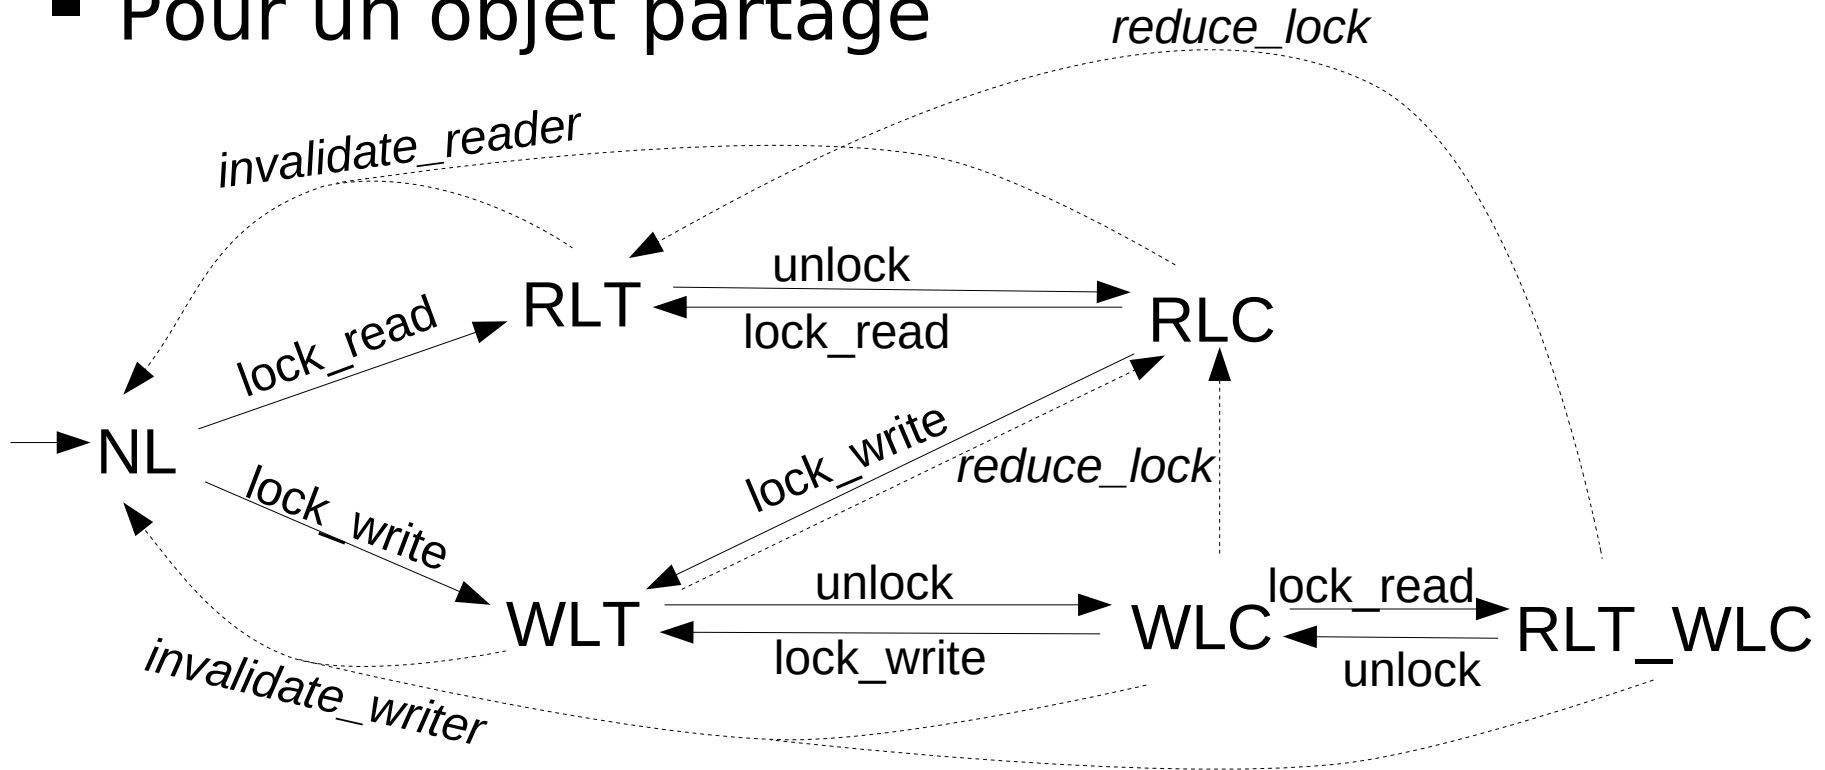 ▪ Pour un objet partagé
reduce_lock
invalidate_reader
unlock
RLT
RLC
lock_read
lock_read
NL
lock_write
reduce_lock
lock_write
unlock
lock_read
WLT
WLC
RLT_WLC
lock_write
unlock
invalidate_writer